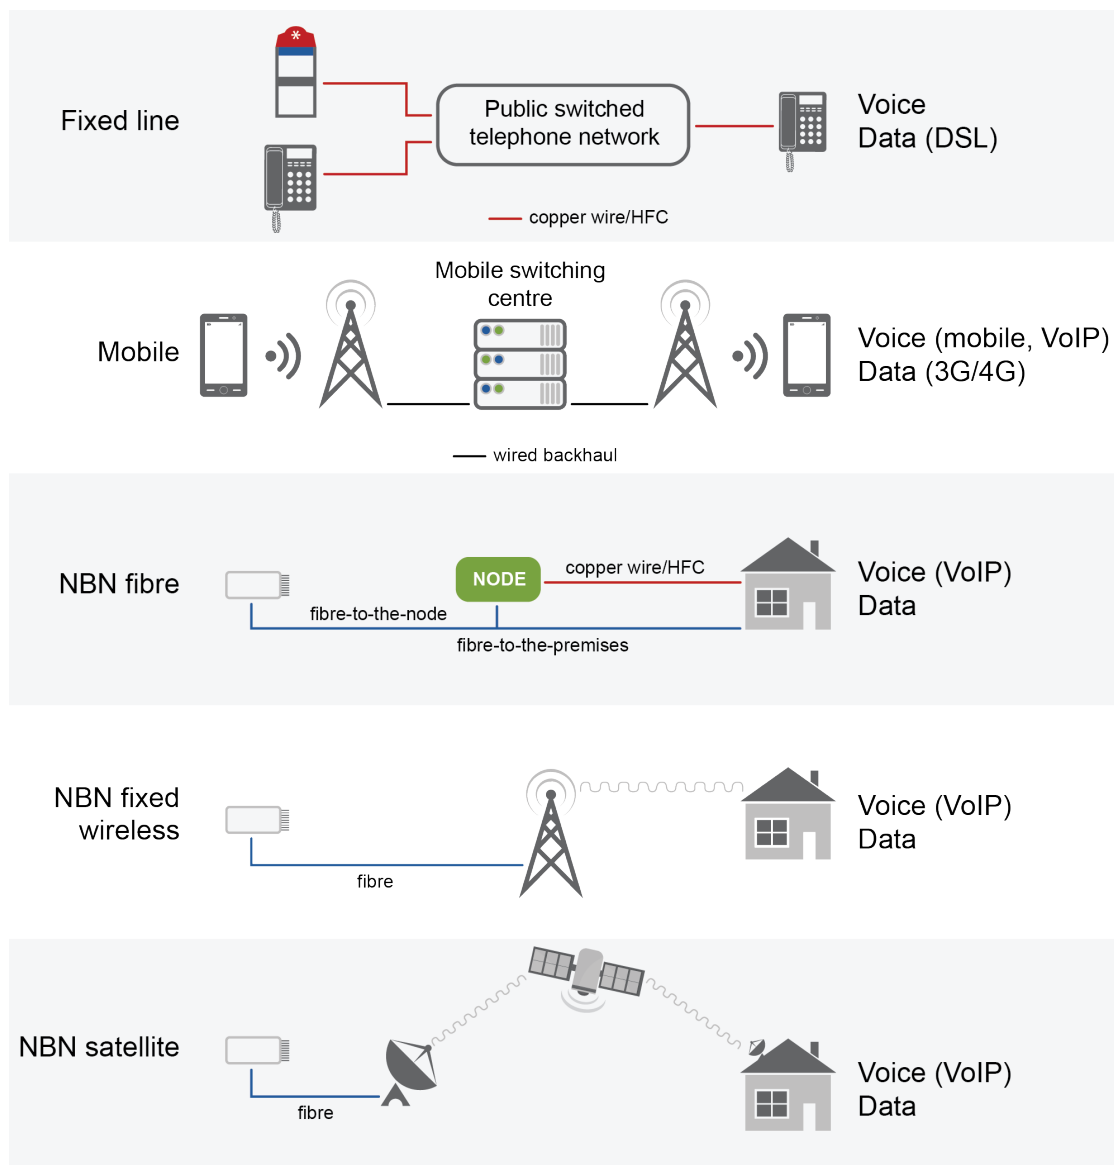 Fixed line
*
Public switched
telephone network
Voice
Data (DSL)
copper wire/HFC
Mobile
Mobile switching
centre
Voice (mobile, VoIP)
Data (3G/4G)
wired backhaul
NBN fibre
NODE
copper wire/HFC
fibre-to-the-node
fibre-to-the-premises
Voice (VoIP)
Data
NBN fixed
wireless
fibre
Voice (VoIP)
Data
NBN satellite
fibre
Voice (VoIP)
Data